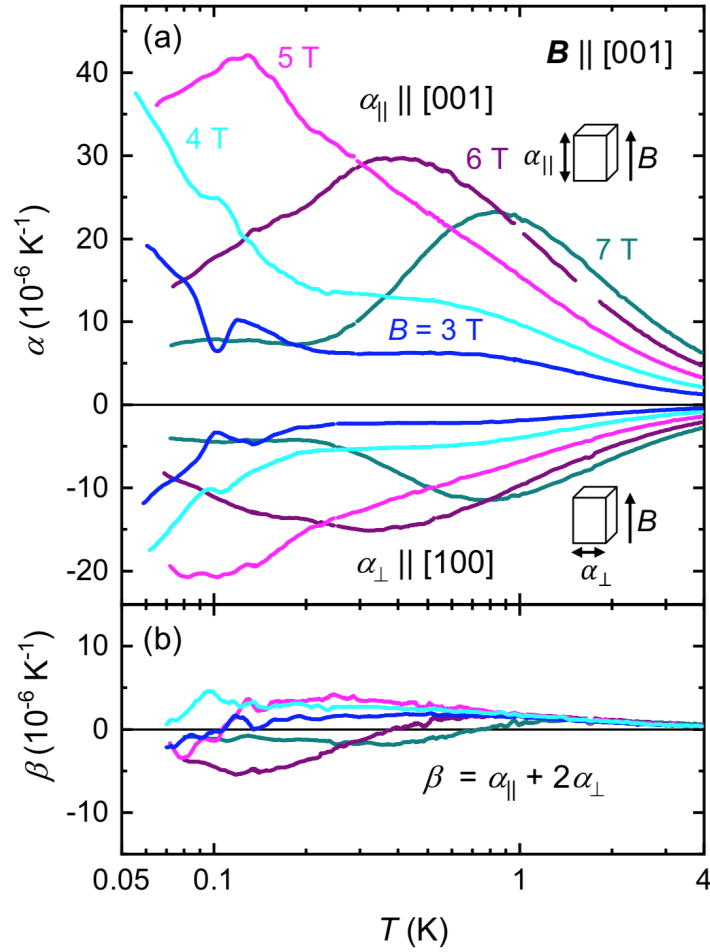 (a)
5 T
B || [001]
α|| || [001]
4 T
6 T
α||
B
7 T
B = 3 T
40
30
20
10
0
-10
-20
α (10⁻⁶ K⁻¹)
B
α⊥
α⊥ || [100]
(b)
10
0
-10
β (10⁻⁶ K⁻¹)
β = α|| + 2α⊥
0.05 0.1 1 4
T (K)